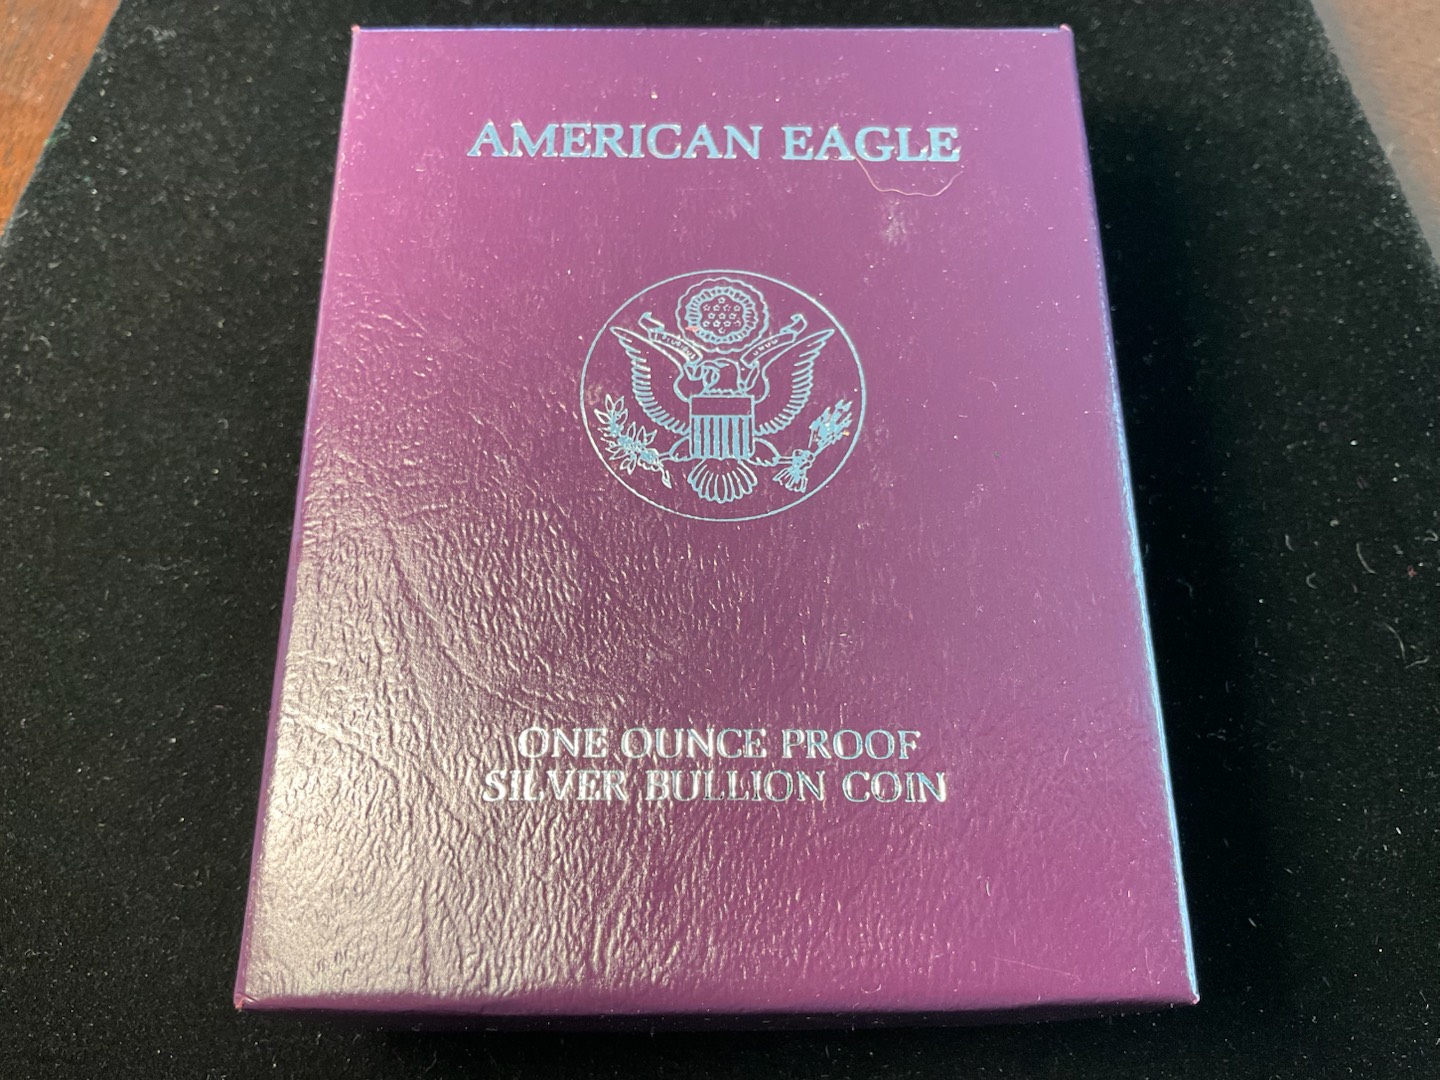 AMERICAN EAGLE
ONE OUNCE PROOF
SILVER BULLION COIN